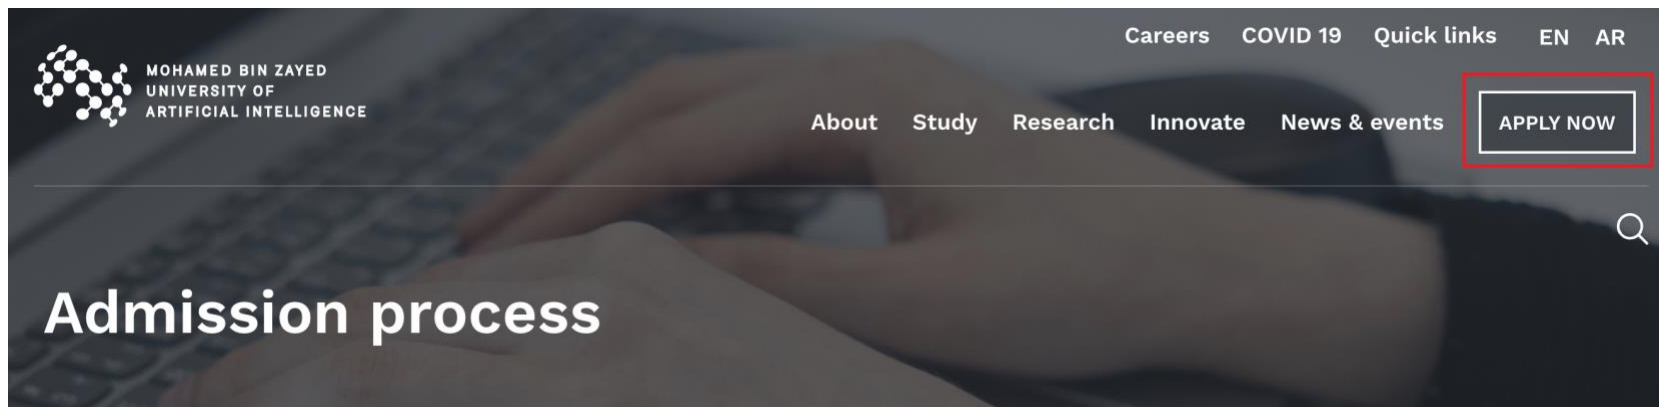 Careers COVID 19 Quick links EN AR
MOHAMED BIN ZAYED
UNIVERSITY OF
ARTIFICIAL INTELLIGENCE
About Study Research Innovate News & events APPLY NOW
Admission process